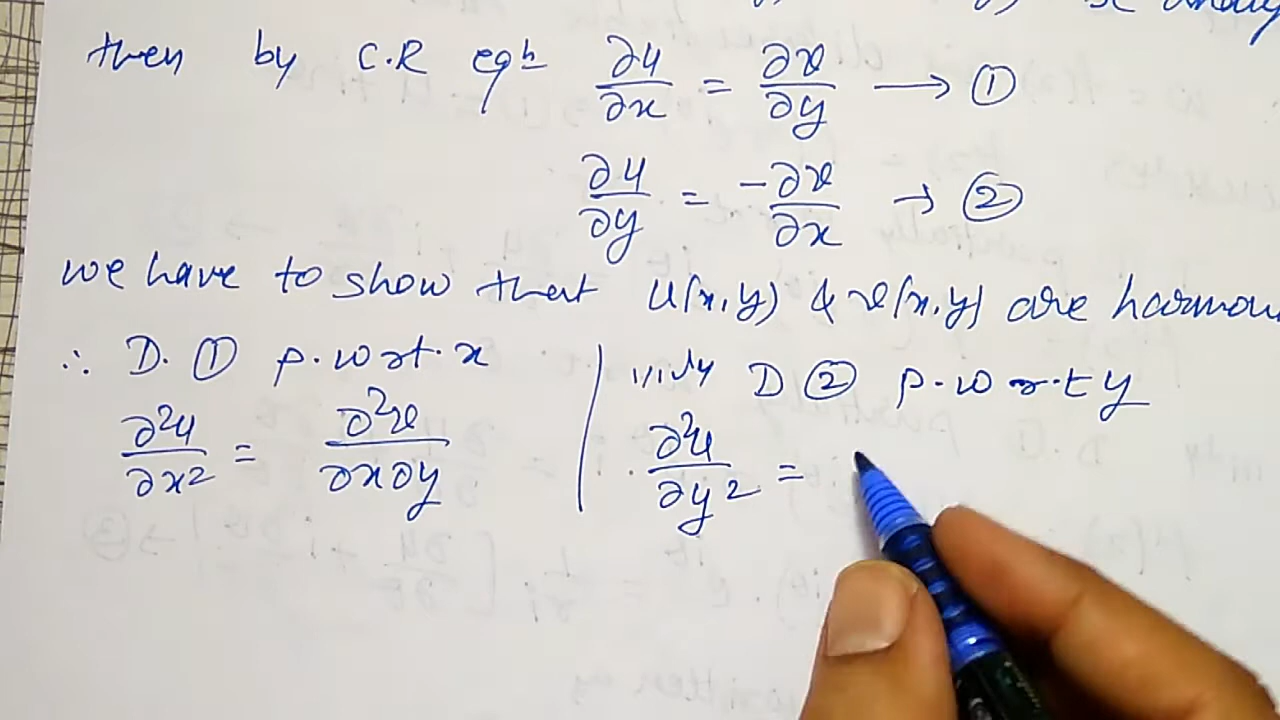 then by C.R eqn ∂u/∂x = ∂v/∂y → ①
∂u/∂y = -∂v/∂x → ②
we have to show that u(x,y) & v(x,y) are harmon
∴ D. ① p.w.r.t. x
∂²u/∂x² = ∂²v/∂x∂y
|||ly D ② p.w.r.t y
∂²u/∂y² =